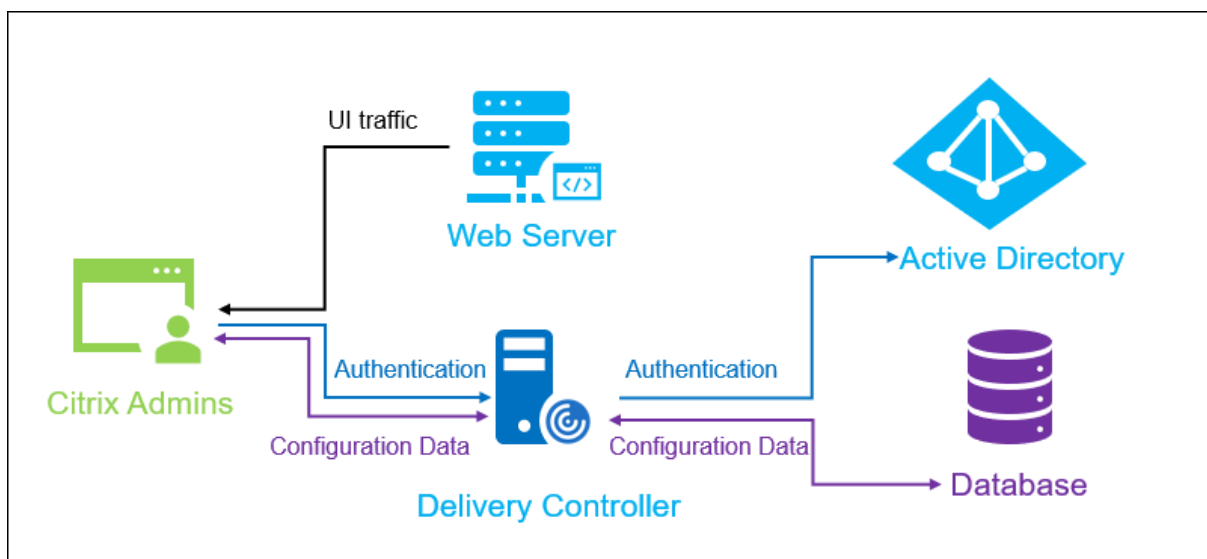 UI traffic
</>
Web Server
Active Directory
Citrix Admins
Authentication
Authentication
Configuration Data
Configuration Data
Delivery Controller
Database